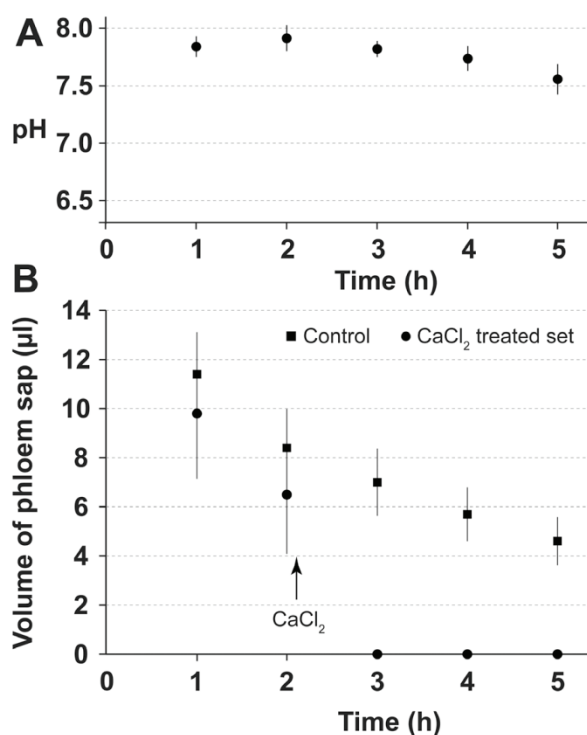 A
8.0
7.5
pH
7.0
6.5
0 1 2 3 4 5
Time (h)
B
14
Control CaCl₂ treated set
12
10
8
6
4
2
0
Volume of phloem sap (µl)
CaCl₂
0 1 2 3 4 5
Time (h)